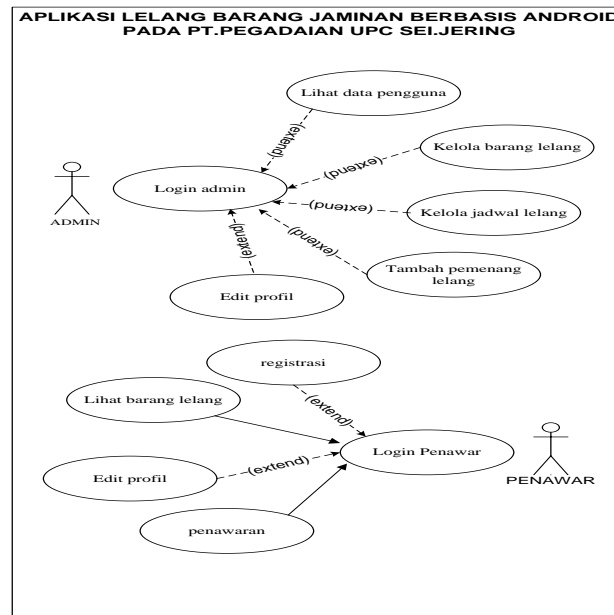 APLIKASI LELANG BARANG JAMINAN BERBASIS ANDROID
PADA PT.PEGADAIAN UPC SEI.JERING
Lihat data pengguna
(extend)
Kelola barang lelang
(extend)
Login admin
ADMIN
(extend)
Kelola jadwal lelang
(extend)
(extend)
Tambah pemenang
lelang
Edit profil
registrasi
(extend)
Lihat barang lelang
Login Penawar
PENAWAR
Edit profil
(extend)
penawaran